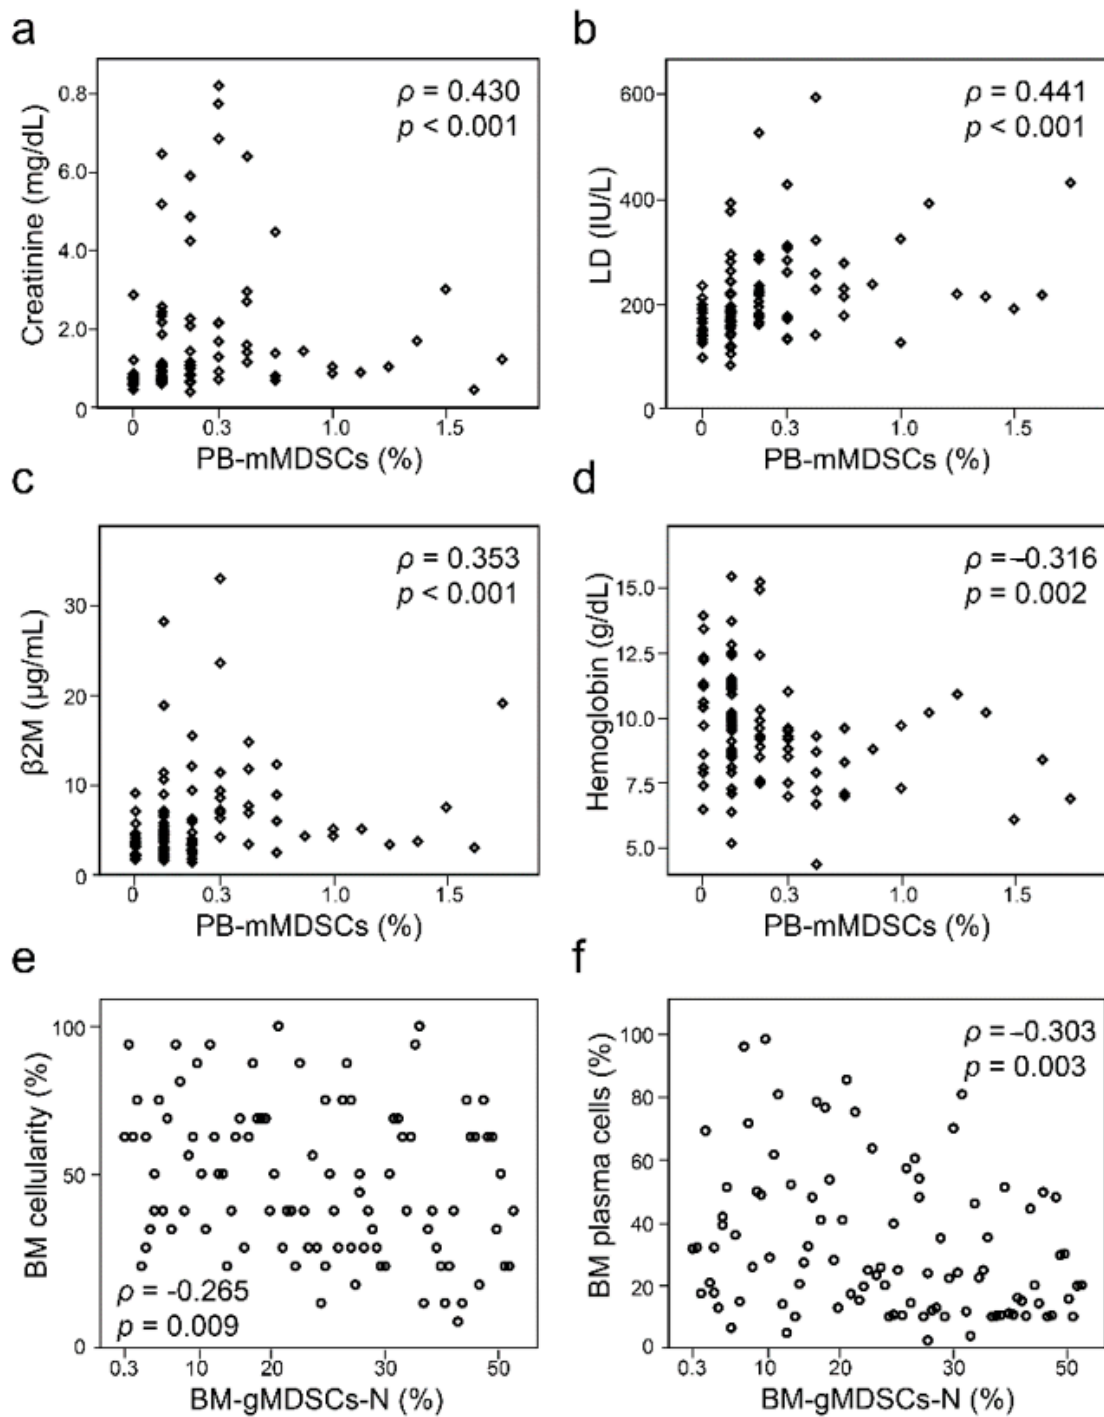 a
ρ = 0.430
p < 0.001
Creatinine (mg/dL)
0.8
6.0
4.0
2.0
0
0 0.3 1.0 1.5
PB-mMDSCs (%)
b
ρ = 0.441
p < 0.001
LD (IU/L)
600
400
200
0
0 0.3 1.0 1.5
PB-mMDSCs (%)
c
ρ = 0.353
p < 0.001
β2M (µg/mL)
30
20
10
0
0 0.3 1.0 1.5
PB-mMDSCs (%)
d
ρ = –0.316
p = 0.002
Hemoglobin (g/dL)
15.0
12.5
10.0
7.5
5.0
0 0.3 1.0 1.5
PB-mMDSCs (%)
e
BM cellularity (%)
100
50
0
ρ = -0.265
p = 0.009
0.3 10 20 30 50
BM-gMDSCs-N (%)
f
ρ = –0.303
p = 0.003
BM plasma cells (%)
100
80
60
40
20
0
0.3 10 20 30 50
BM-gMDSCs-N (%)